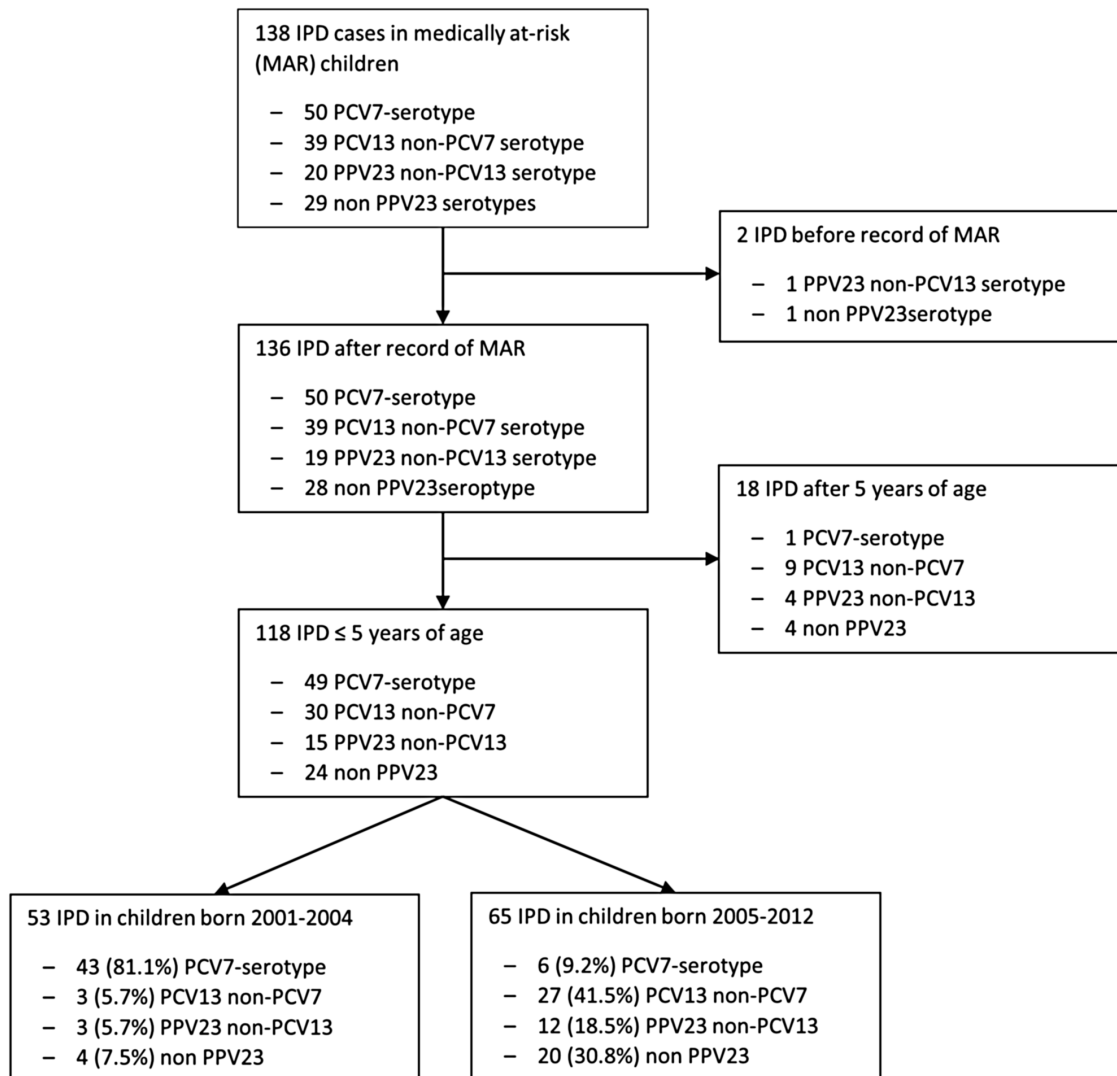 138 IPD cases in medically at-risk
(MAR) children
– 50 PCV7-serotype
– 39 PCV13 non-PCV7 serotype
– 20 PPV23 non-PCV13 serotype
– 29 non PPV23 serotypes
2 IPD before record of MAR
– 1 PPV23 non-PCV13 serotype
– 1 non PPV23serotype
136 IPD after record of MAR
– 50 PCV7-serotype
– 39 PCV13 non-PCV7 serotype
– 19 PPV23 non-PCV13 serotype
– 28 non PPV23seroptype
18 IPD after 5 years of age
– 1 PCV7-serotype
– 9 PCV13 non-PCV7
– 4 PPV23 non-PCV13
– 4 non PPV23
118 IPD ≤ 5 years of age
– 49 PCV7-serotype
– 30 PCV13 non-PCV7
– 15 PPV23 non-PCV13
– 24 non PPV23
53 IPD in children born 2001-2004
– 43 (81.1%) PCV7-serotype
– 3 (5.7%) PCV13 non-PCV7
– 3 (5.7%) PPV23 non-PCV13
– 4 (7.5%) non PPV23
65 IPD in children born 2005-2012
– 6 (9.2%) PCV7-serotype
– 27 (41.5%) PCV13 non-PCV7
– 12 (18.5%) PPV23 non-PCV13
– 20 (30.8%) non PPV23